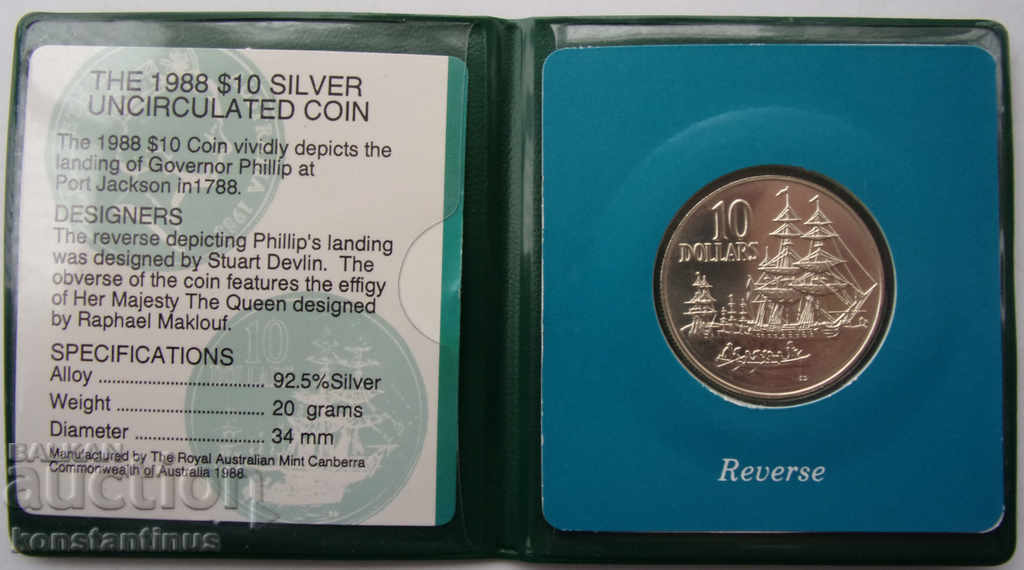 THE 1988 $10 SILVER
UNCIRCULATED COIN
The 1988 $10 Coin vividly depicts the
landing of Governor Phillip at
Port Jackson in1788.
DESIGNERS
The reverse depicting Phillip's landing
was designed by Stuart Devlin. The
obverse of the coin features the effigy
of Her Majesty The Queen designed
by Raphael Maklouf.
SPECIFICATIONS
Alloy ................................ 92.5%Silver
Weight ............................ 20 grams
Diameter ......................... 34 mm
Manufactured by The Royal Australian Mint Canberra
Commonwealth of Australia 1988
10
BALKAN
auction
konstantinus
10
DOLLARS
Reverse